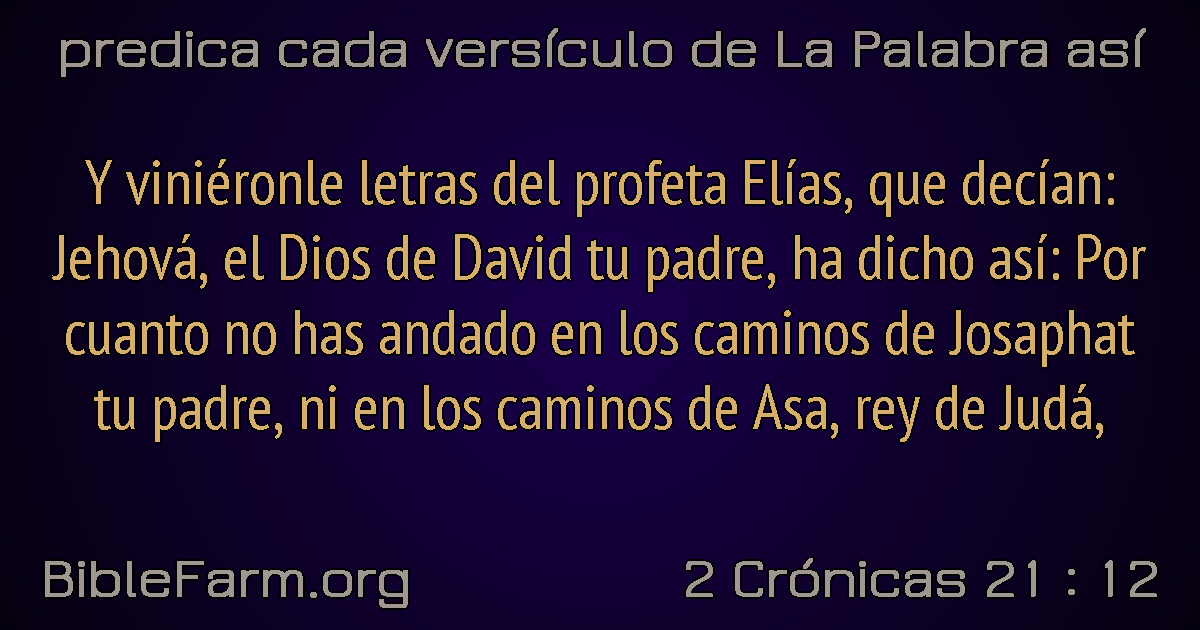 predica cada versículo de La Palabra así
Y viniéronle letras del profeta Elías, que decían:
Jehová, el Dios de David tu padre, ha dicho así: Por
cuanto no has andado en los caminos de Josaphat
tu padre, ni en los caminos de Asa, rey de Judá,
BibleFarm.org
2 Crónicas 21 : 12